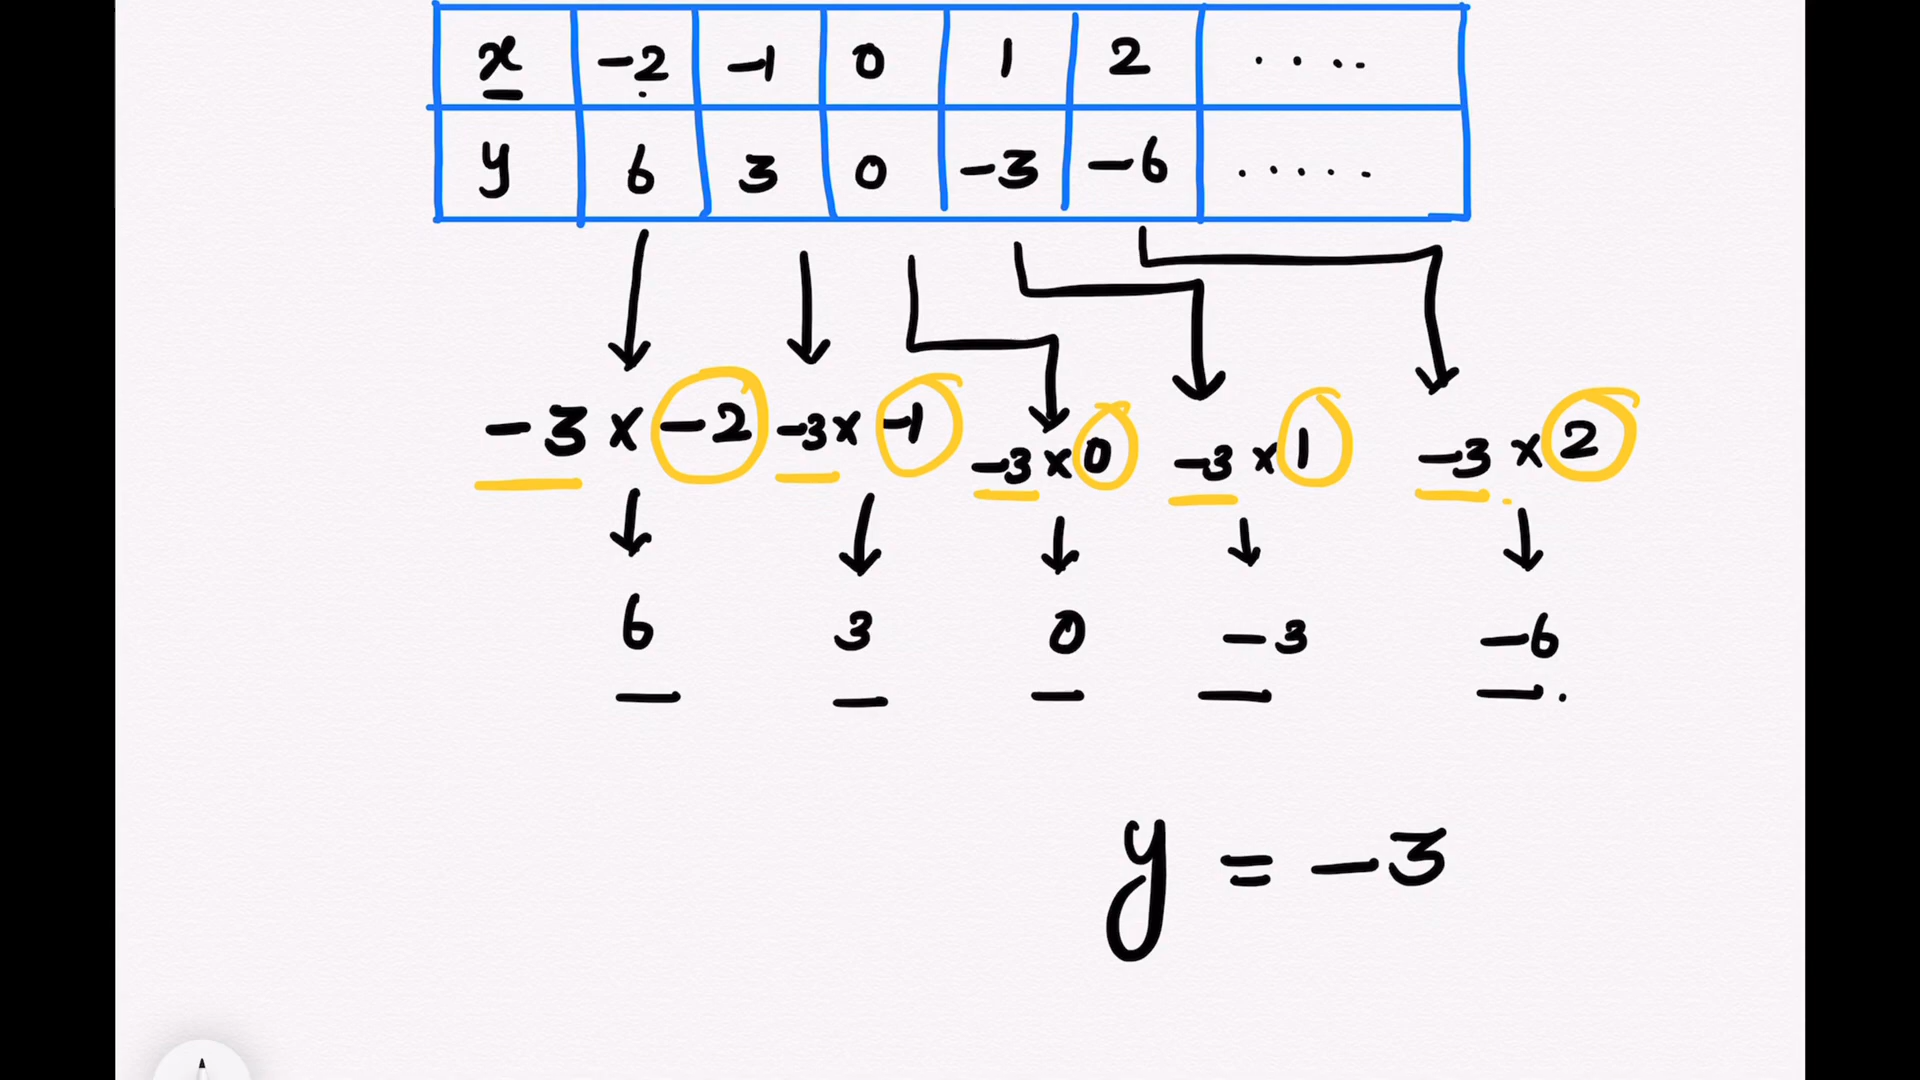 x -2 -1 0 1 2 ....
y 6 3 0 -3 -6 .....
-3 x -2 -3 x -1 -3 x 0 -3 x 1 -3 x 2
6 3 0 -3 -6
y = -3